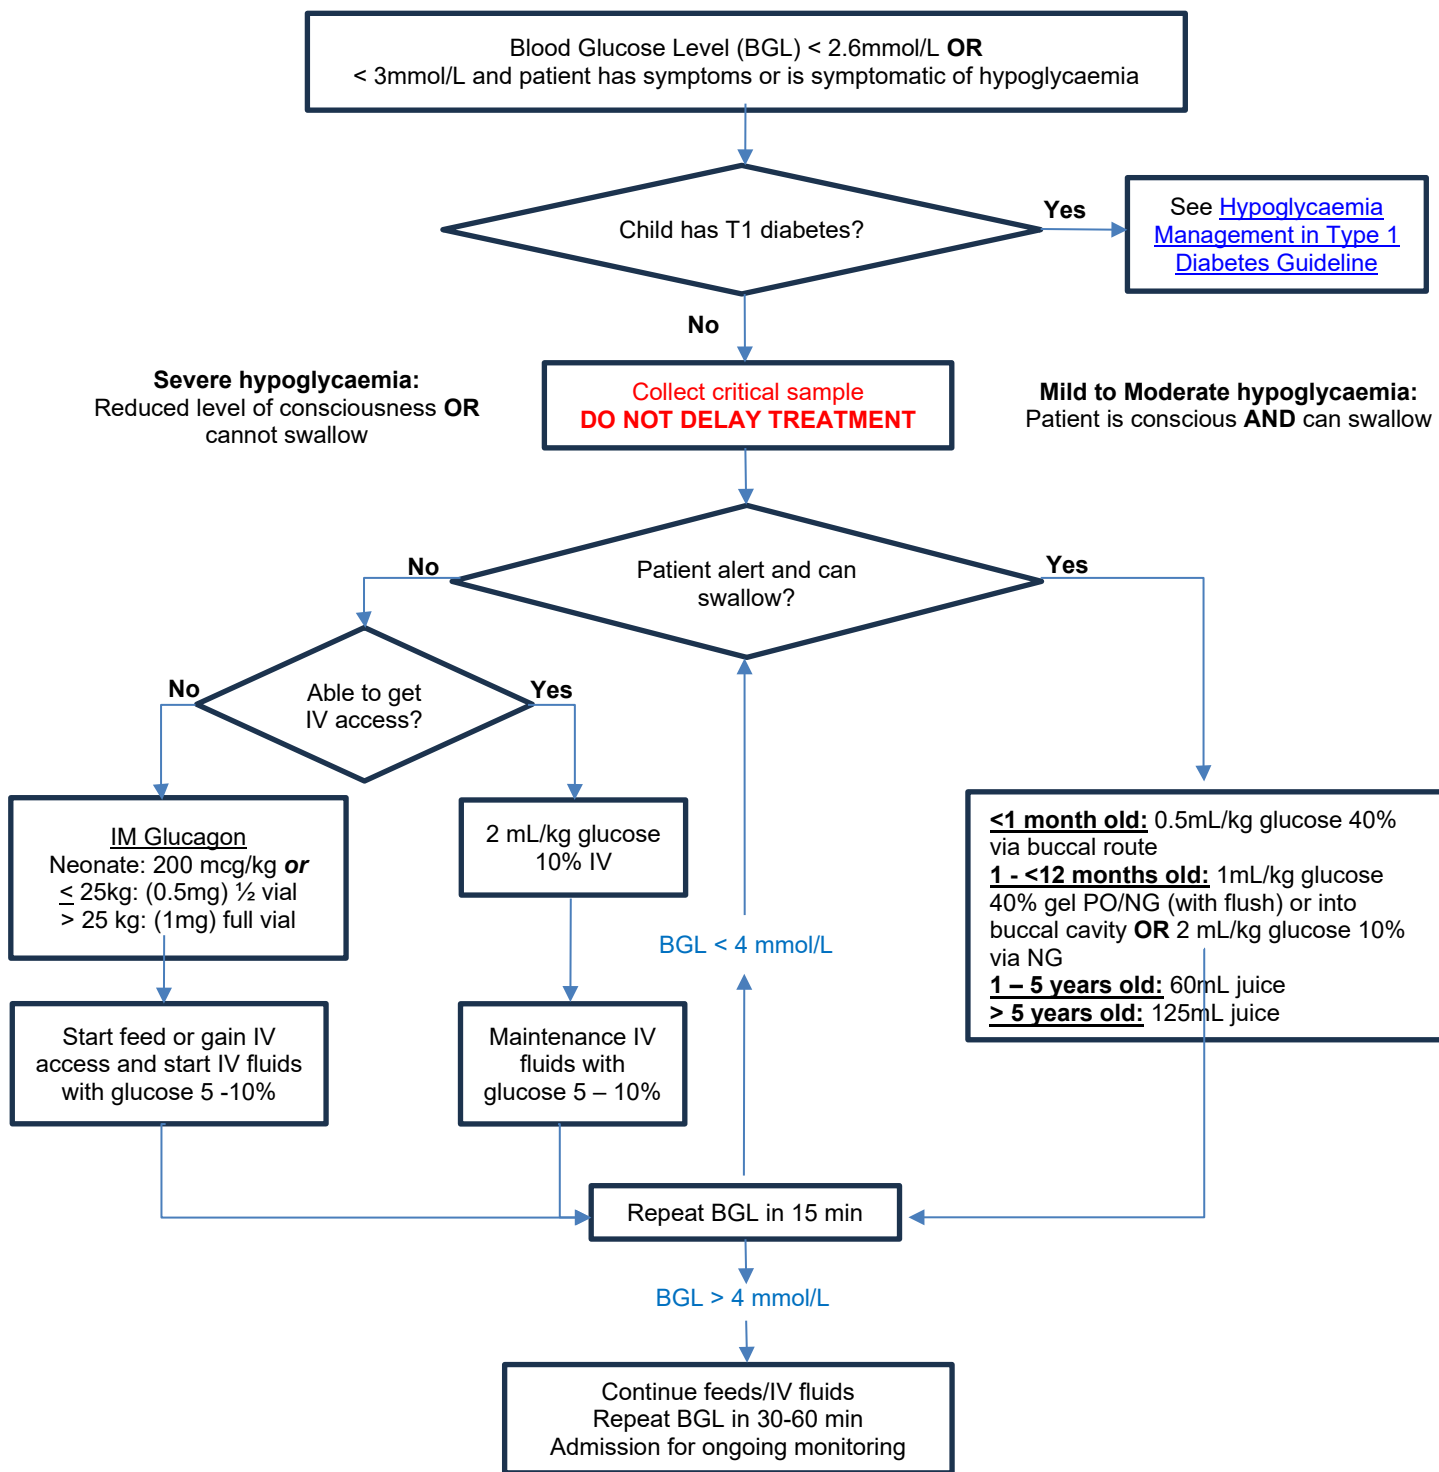 Blood Glucose Level (BGL) < 2.6mmol/L OR
< 3mmol/L and patient has symptoms or is symptomatic of hypoglycaemia
Child has T1 diabetes?
Yes
See Hypoglycaemia
Management in Type 1
Diabetes Guideline
No
Severe hypoglycaemia:
Reduced level of consciousness OR
cannot swallow
Collect critical sample
DO NOT DELAY TREATMENT
Mild to Moderate hypoglycaemia:
Patient is conscious AND can swallow
Patient alert and can
swallow?
No
Yes
Able to get
IV access?
No
Yes
IM Glucagon
Neonate: 200 mcg/kg or
≤ 25kg: (0.5mg) ½ vial
> 25 kg: (1mg) full vial
2 mL/kg glucose
10% IV
<1 month old: 0.5mL/kg glucose 40%
via buccal route
1 - <12 months old: 1mL/kg glucose
40% gel PO/NG (with flush) or into
buccal cavity OR 2 mL/kg glucose 10%
via NG
1 – 5 years old: 60mL juice
> 5 years old: 125mL juice
BGL < 4 mmol/L
Start feed or gain IV
access and start IV fluids
with glucose 5 -10%
Maintenance IV
fluids with
glucose 5 – 10%
Repeat BGL in 15 min
BGL > 4 mmol/L
Continue feeds/IV fluids
Repeat BGL in 30-60 min
Admission for ongoing monitoring